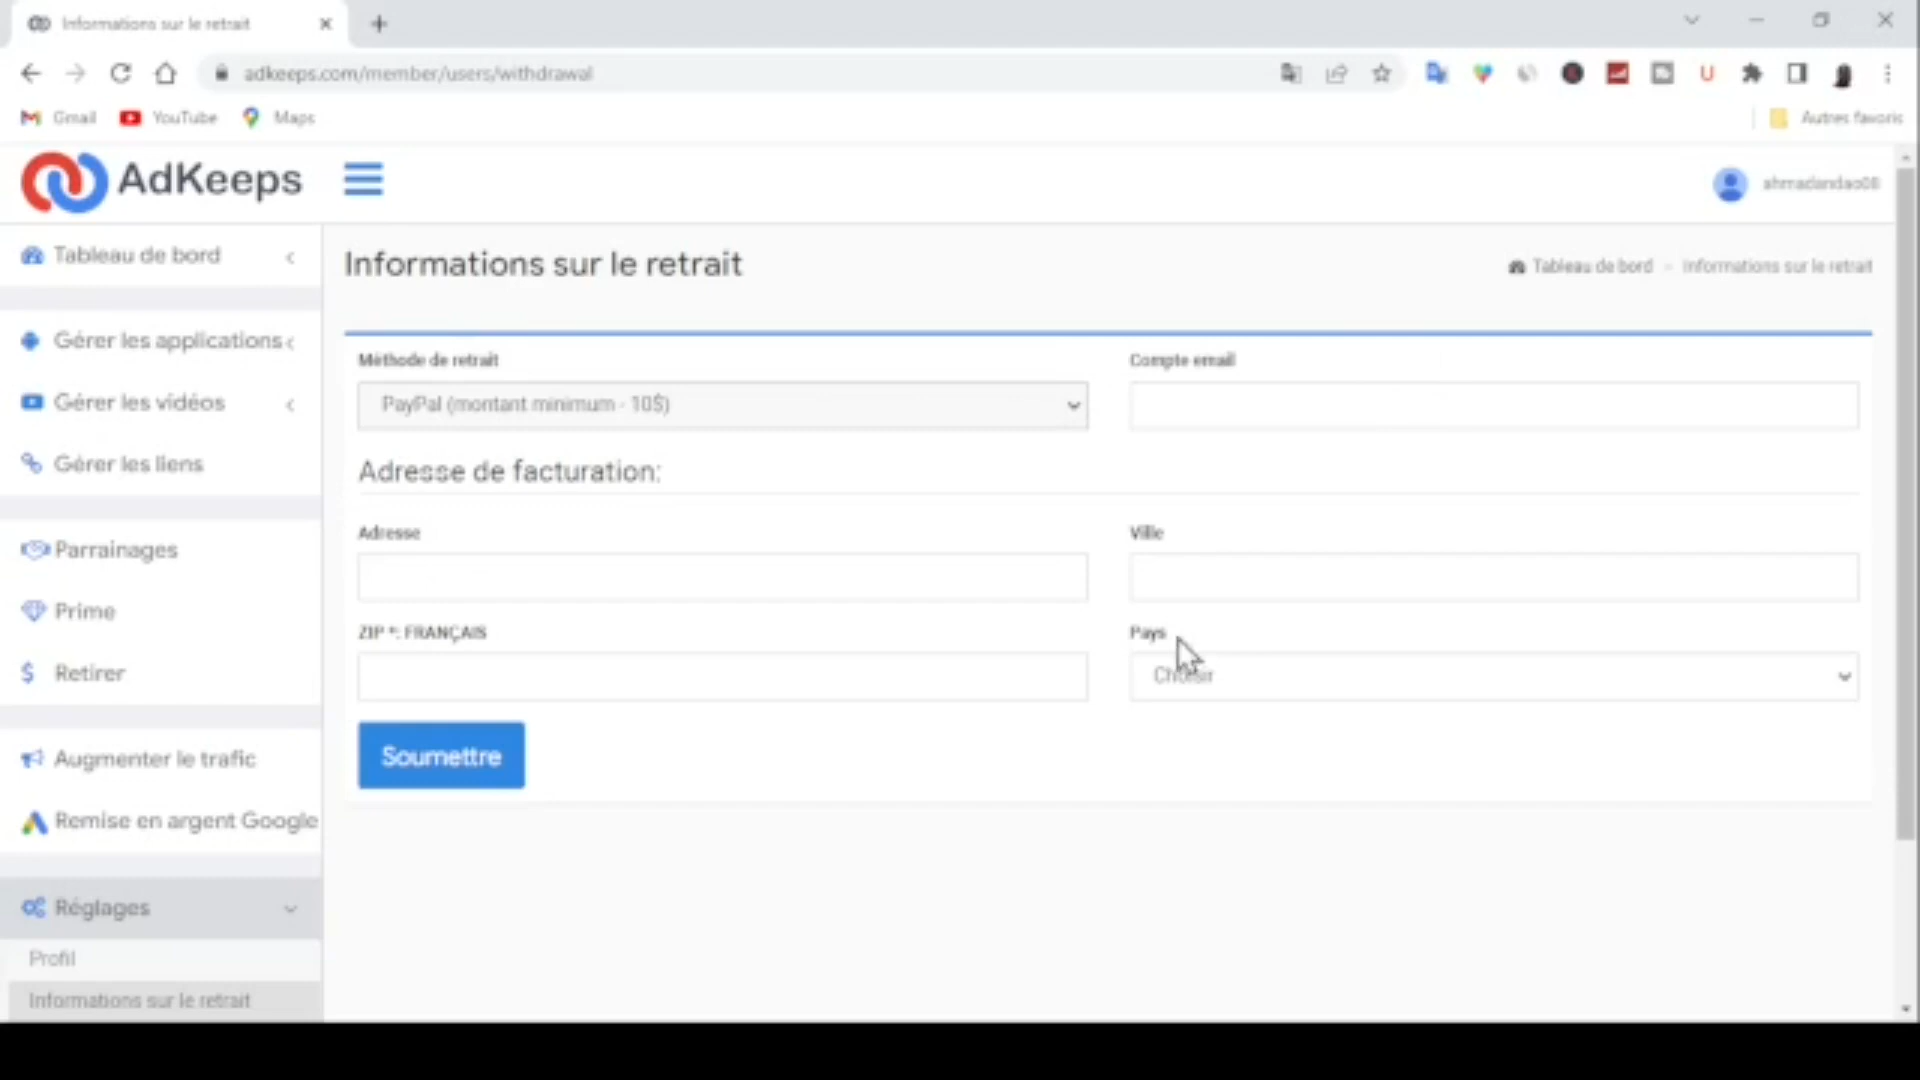 Informations sur le retrait
adkeeps.com/member/users/withdrawal
Gmail
YouTube
Maps
Autres favoris
AdKeeps
Tableau de bord
Informations sur le retrait
Tableau de bord - Informations sur le retrait
Gérer les applications
Gérer les vidéos
Gérer les liens
Parrainages
Prime
$ Retirer
Augmenter le trafic
Remise en argent Google
Réglages
Profil
Informations sur le retrait
Méthode de retrait
PayPal (montant minimum - 10$)
Compte email
Adresse de facturation:
Adresse
Ville
ZIP *: FRANÇAIS
Pays
Choisir
Soumettre